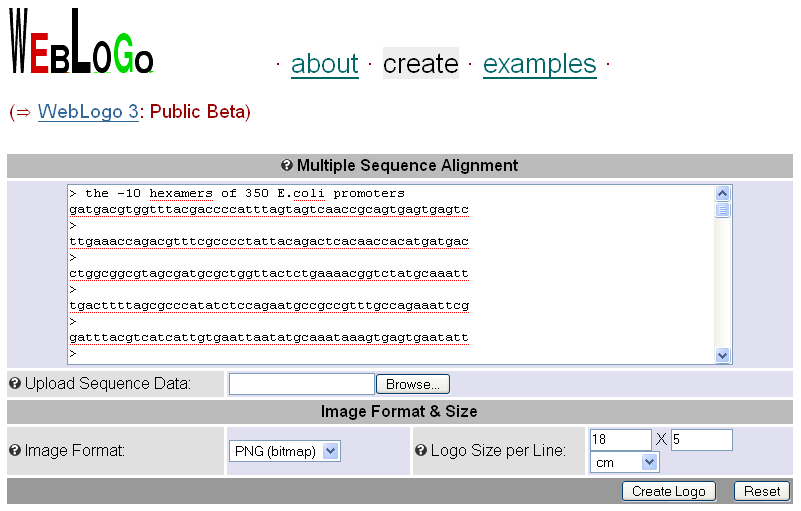 WEBLOGO
· about · create · examples ·
(⇒ WebLogo 3: Public Beta)
Multiple Sequence Alignment
> the -10 hexamers of 350 E.coli promoters
gatgacgtggtttacgaccccatttagtagtcaaccgcagtgagtgagtc
>
ttgaaaccagacgtttcgcccctattacagactcacaaccacatgatgac
>
ctggcggcgtagcgatgcgctggttactctgaaaacggtctatgcaaatt
>
tgacttttagcgcccatatctccagaatgccgccgtttgccagaaattcg
>
gatttacgtcatcattgtgaattaatatgcaaataaagtgagtgaatatt
>
Upload Sequence Data: Browse...
Image Format & Size
Image Format: PNG (bitmap) Logo Size per Line: 18 X 5
cm
Create Logo Reset